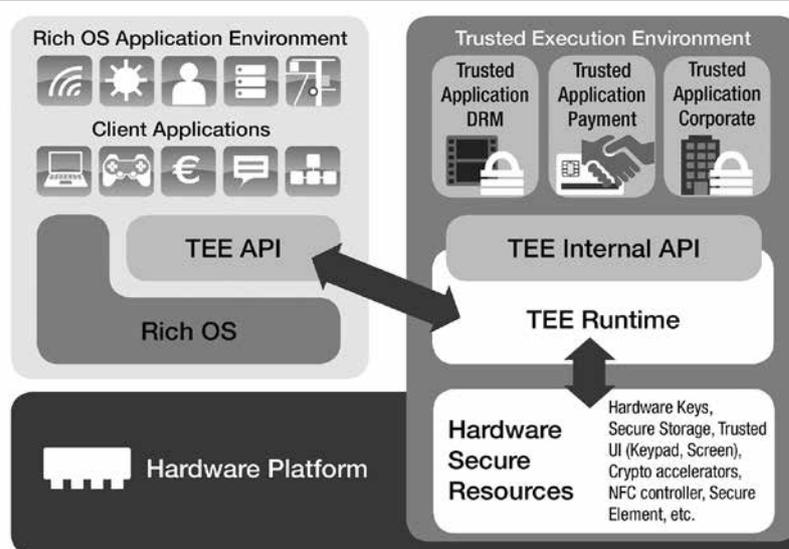 Rich OS Application Environment
Client Applications
€
TEE API
Rich OS
Trusted Execution Environment
Trusted
Application
DRM
Trusted
Application
Payment
Trusted
Application
Corporate
TEE Internal API
TEE Runtime
Hardware Platform
Hardware
Secure
Resources
Hardware Keys,
Secure Storage, Trusted
UI (Keypad, Screen),
Crypto accelerators,
NFC controller, Secure
Element, etc.